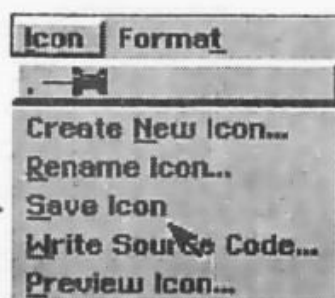 Icon Format
Create New Icon...
Rename Icon...
Save Icon
Write Source Code...
Preview Icon...